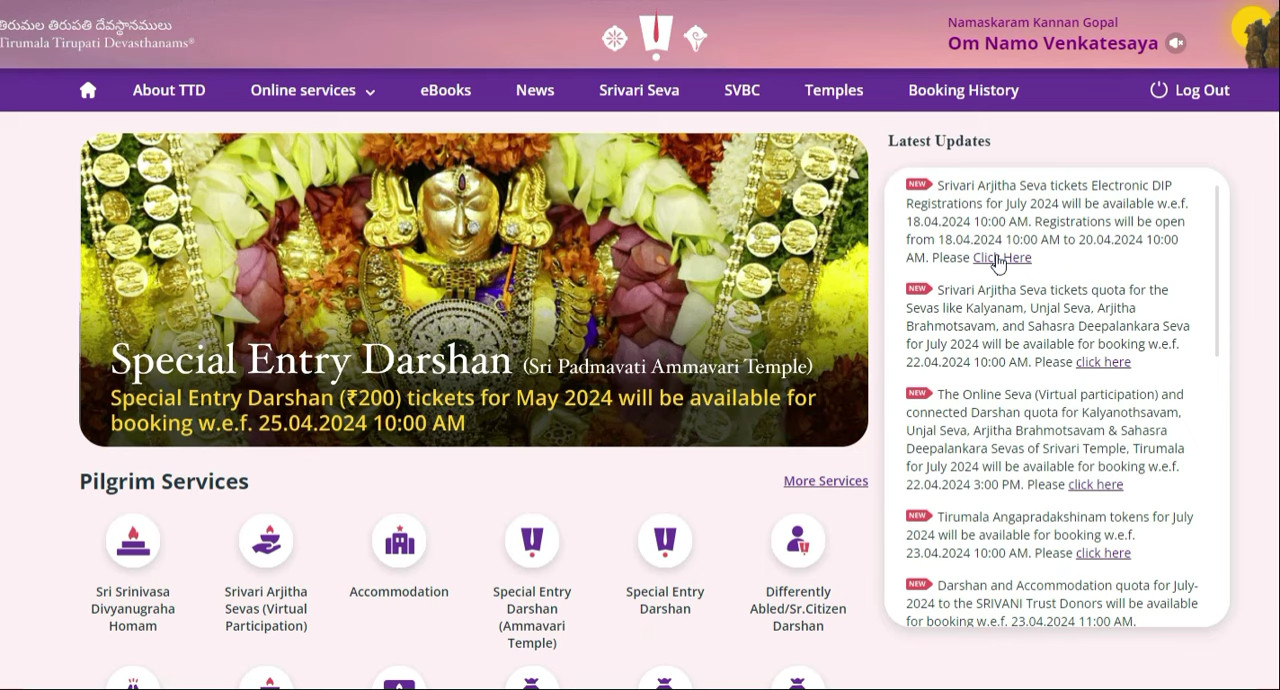 తిరుమల తిరుపతి దేవస్థానములు
Tirumala Tirupati Devasthanams®
Namaskaram Kannan Gopal
Om Namo Venkatesaya
About TTD
Online services
eBooks
News
Srivari Seva
SVBC
Temples
Booking History
Log Out
Special Entry Darshan (Sri Padmavati Ammavari Temple)
Special Entry Darshan (₹200) tickets for May 2024 will be available for
booking w.e.f. 25.04.2024 10:00 AM
Latest Updates
NEW Srivari Arjitha Seva tickets Electronic DIP
Registrations for July 2024 will be available w.e.f.
18.04.2024 10:00 AM. Registrations will be open
from 18.04.2024 10:00 AM to 20.04.2024 10:00
AM. Please Click Here
NEW Srivari Arjitha Seva tickets quota for the
Sevas like Kalyanam, Unjal Seva, Arjitha
Brahmotsavam, and Sahasra Deepalankara Seva
for July 2024 will be available for booking w.e.f.
22.04.2024 10:00 AM. Please click here
NEW The Online Seva (Virtual participation) and
connected Darshan quota for Kalyanothsavam,
Unjal Seva, Arjitha Brahmotsavam & Sahasra
Deepalankara Sevas of Srivari Temple, Tirumala
for July 2024 will be available for booking w.e.f.
22.04.2024 3:00 PM. Please click here
NEW Tirumala Angapradakshinam tokens for July
2024 will be available for booking w.e.f.
23.04.2024 10:00 AM. Please click here
NEW Darshan and Accommodation quota for July-
2024 to the SRIVANI Trust Donors will be available
for booking w.e.f. 23.04.2024 11:00 AM.
Pilgrim Services
More Services
Sri Srinivasa
Divyanugraha
Homam
Srivari Arjitha
Sevas (Virtual
Participation)
Accommodation
Special Entry
Darshan
(Ammavari
Temple)
Special Entry
Darshan
Differently
Abled/Sr.Citizen
Darshan